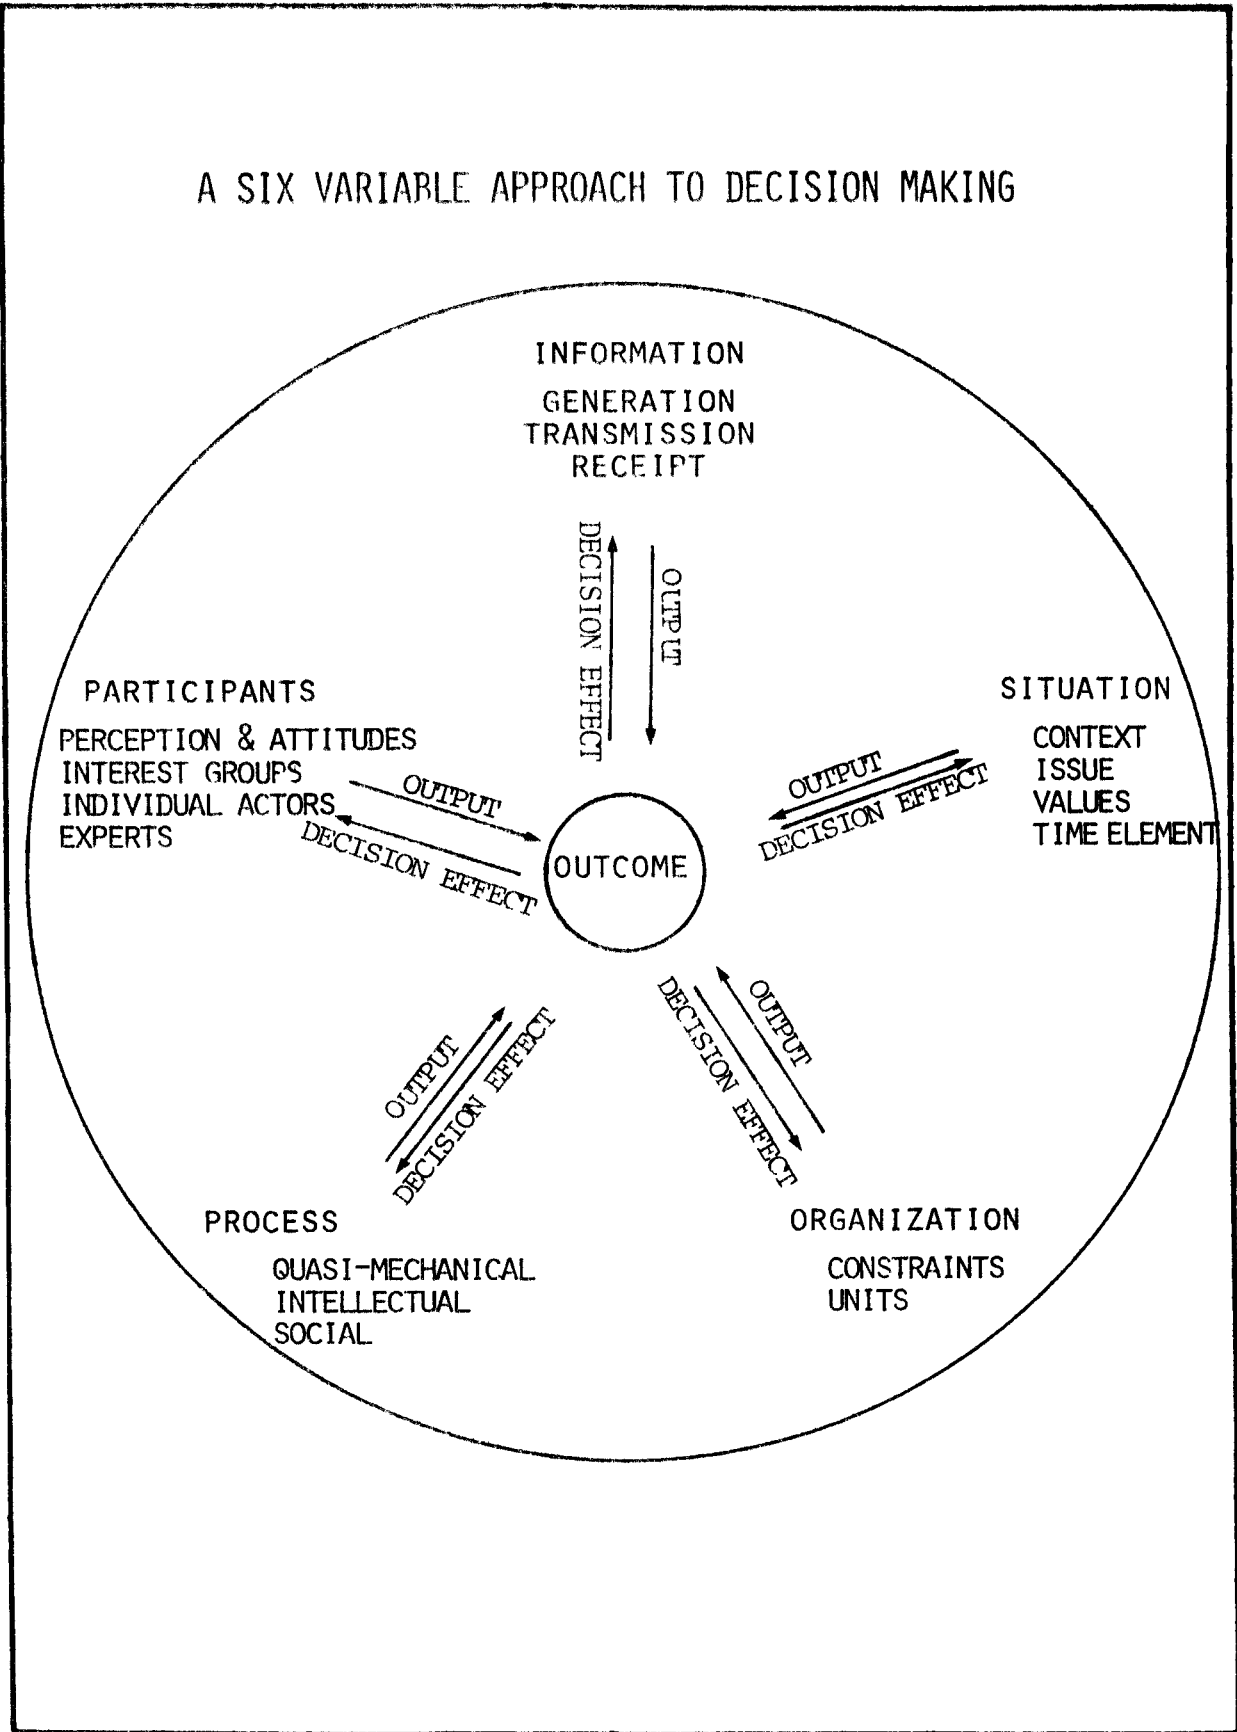 A SIX VARIABLE APPROACH TO DECISION MAKING
INFORMATION
GENERATION
TRANSMISSION
RECEIPT
DECISION EFFECT
OUTPUT
PARTICIPANTS
PERCEPTION & ATTITUDES
INTEREST GROUPS
INDIVIDUAL ACTORS
EXPERTS
OUTPUT
DECISION EFFECT
SITUATION
CONTEXT
ISSUE
VALUES
TIME ELEMENT
OUTPUT
DECISION EFFECT
OUTCOME
OUTPUT
DECISION EFFECT
DECISION EFFECT
OUTPUT
PROCESS
QUASI-MECHANICAL
INTELLECTUAL
SOCIAL
ORGANIZATION
CONSTRAINTS
UNITS